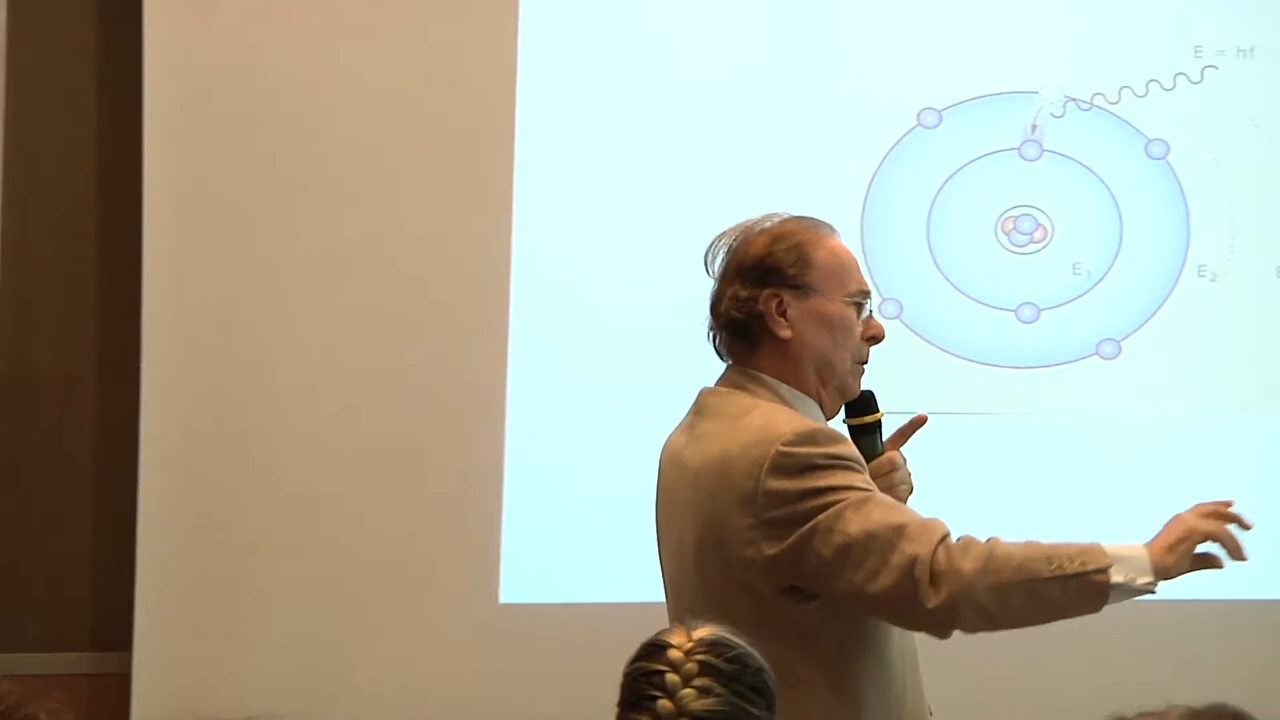 E = hf
E₁
E₂